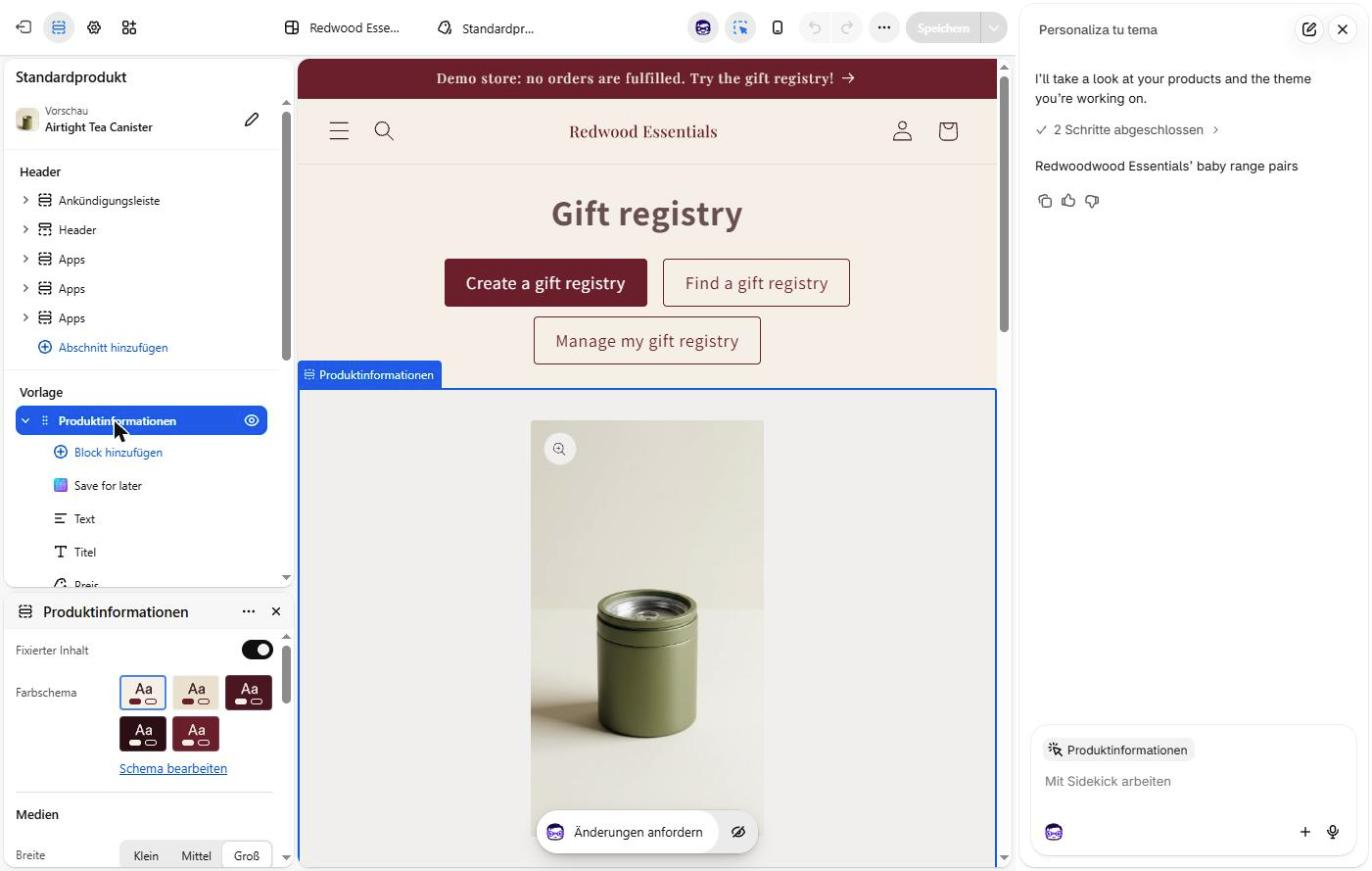 Redwood Esse...
Standardpr...
Speichern
Personaliza tu tema
Standardprodukt
Vorschau
Airtight Tea Canister
Header
Ankündigungsleiste
Header
Apps
Apps
Apps
Abschnitt hinzufügen
Vorlage
Produktinformationen
Block hinzufügen
Save for later
Text
Titel
Preis
Produktinformationen
Fixierter Inhalt
Farbschema
Aa
Aa
Aa
Aa
Aa
Schema bearbeiten
Medien
Breite
Klein
Mittel
Groß
Demo store: no orders are fulfilled. Try the gift registry! →
Redwood Essentials
Gift registry
Create a gift registry
Find a gift registry
Manage my gift registry
Produktinformationen
Änderungen anfordern
I’ll take a look at your products and the theme
you’re working on.
2 Schritte abgeschlossen
Redwoodwood Essentials’ baby range pairs
Produktinformationen
Mit Sidekick arbeiten